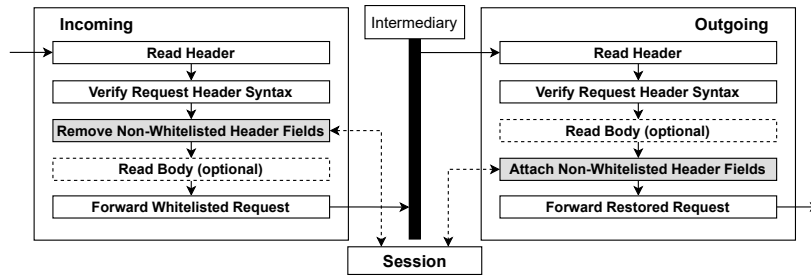 Incoming
Read Header
Verify Request Header Syntax
Remove Non-Whitelisted Header Fields
Read Body (optional)
Forward Whitelisted Request
Intermediary
Outgoing
Read Header
Verify Request Header Syntax
Read Body (optional)
Attach Non-Whitelisted Header Fields
Forward Restored Request
Session